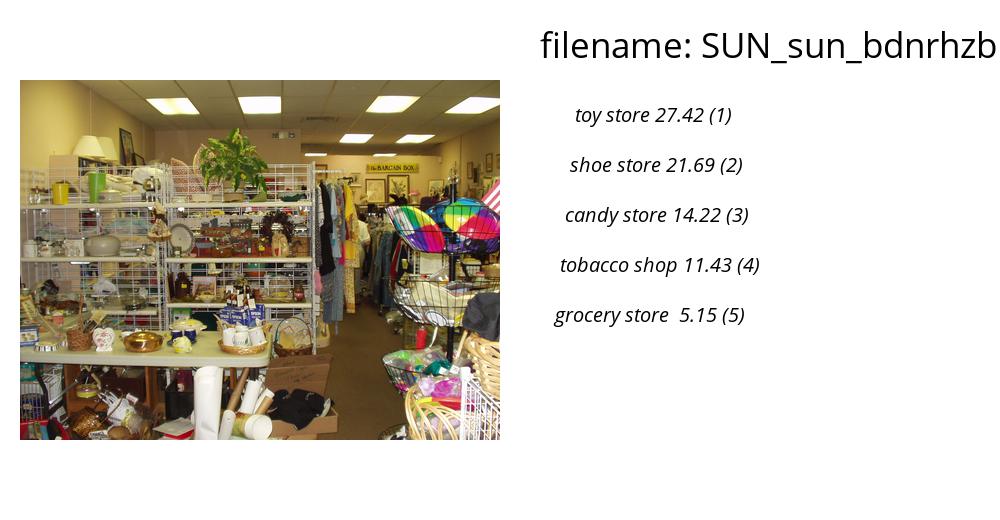 filename: SUN_sun_bdnrhzb
toy store 27.42 (1)
shoe store 21.69 (2)
candy store 14.22 (3)
tobacco shop 11.43 (4)
grocery store 5.15 (5)
the BARGAIN BOX
EPSON